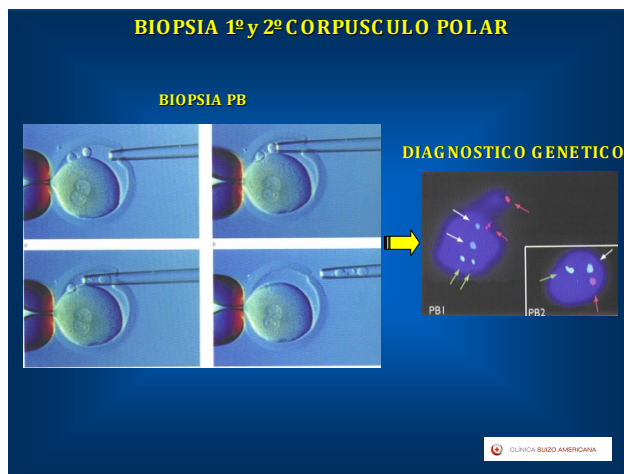 BIOPSIA 1º y 2º CORPUSCULO POLAR
BIOPSIA PB
DIAGNOSTICO GENETICO
a
b
PB1
PB2
CLÍNICA SUIZO AMERICANA